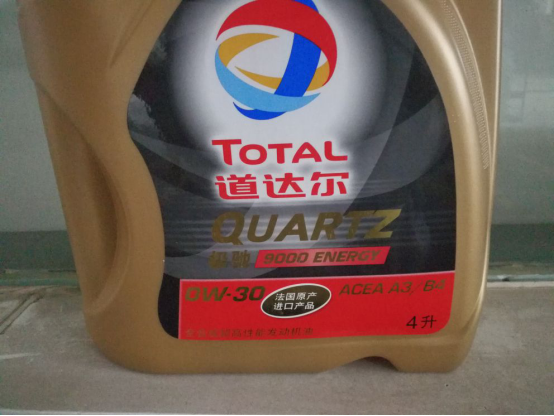 TOTAL
道达尔
QUARTZ
极驰 9000 ENERGY
0W-30 法国原产 ACEA A3/B4
进口产品
4升